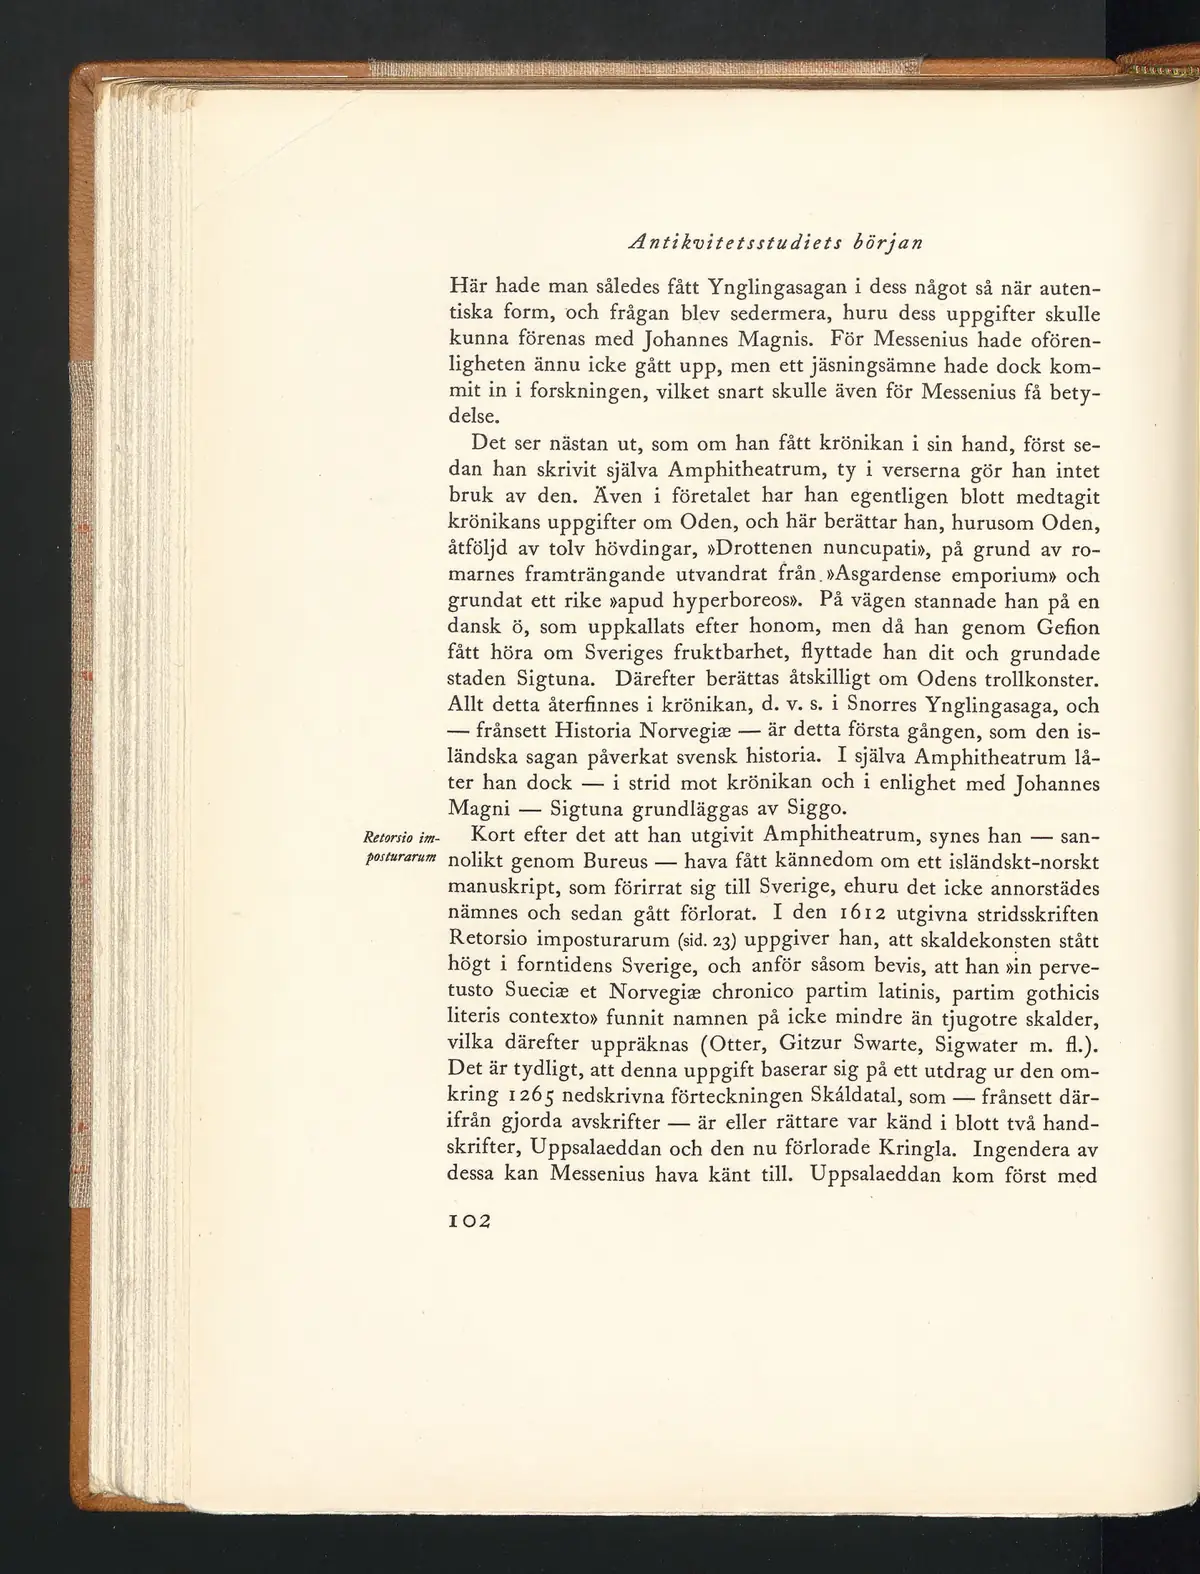 Antikvitetsstudiets början
Här hade man således fått Ynglingasagan i dess något så när auten-
tiska form, och frågan blev sedermera, huru dess uppgifter skulle
kunna förenas med Johannes Magnis. För Messenius hade ofören-
ligheten ännu icke gått upp, men ett jäsningsämne hade dock kom-
mit in i forskningen, vilket snart skulle även för Messenius få bety-
delse.
Det ser nästan ut, som om han fått krönikan i sin hand, först se-
dan han skrivit själva Amphitheatrum, ty i verserna gör han intet
bruk av den. Även i företalet har han egentligen blott medtagit
krönikans uppgifter om Oden, och här berättar han, hurusom Oden,
åtföljd av tolv hövdingar, »Drottenen nuncupati», på grund av ro-
marnes framträngande utvandrat från »Asgardense emporium» och
grundat ett rike »apud hyperboreos». På vägen stannade han på en
dansk ö, som uppkallats efter honom, men då han genom Gefion
fått höra om Sveriges fruktbarhet, flyttade han dit och grundade
staden Sigtuna. Därefter berättas åtskilligt om Odens trollkonster.
Allt detta återfinnes i krönikan, d. v. s. i Snorres Ynglingasaga, och
— frånsett Historia Norvegiæ — är detta första gången, som den is-
ländska sagan påverkat svensk historia. I själva Amphitheatrum lå-
ter han dock — i strid mot krönikan och i enlighet med Johannes
Magni — Sigtuna grundläggas av Siggo.
Retorsio im-
posturarum
Kort efter det att han utgivit Amphitheatrum, synes han — san-
nolikt genom Bureus — hava fått kännedom om ett isländskt-norskt
manuskript, som förirrat sig till Sverige, ehuru det icke annorstädes
nämnes och sedan gått förlorat. I den 1612 utgivna stridsskriften
Retorsio imposturarum (sid. 23) uppgiver han, att skaldekonsten stått
högt i forntidens Sverige, och anför såsom bevis, att han »in perve-
tusto Sueciæ et Norvegiæ chronico partim latinis, partim gothicis
literis contexto» funnit namnen på icke mindre än tjugotre skalder,
vilka därefter uppräknas (Otter, Gitzur Swarte, Sigwater m. fl.).
Det är tydligt, att denna uppgift baserar sig på ett utdrag ur den om-
kring 1265 nedskrivna förteckningen Skáldatal, som — frånsett där-
ifrån gjorda avskrifter — är eller rättare var känd i blott två hand-
skrifter, Uppsalaeddan och den nu förlorade Kringla. Ingendera av
dessa kan Messenius hava känt till. Uppsalaeddan kom först med
102